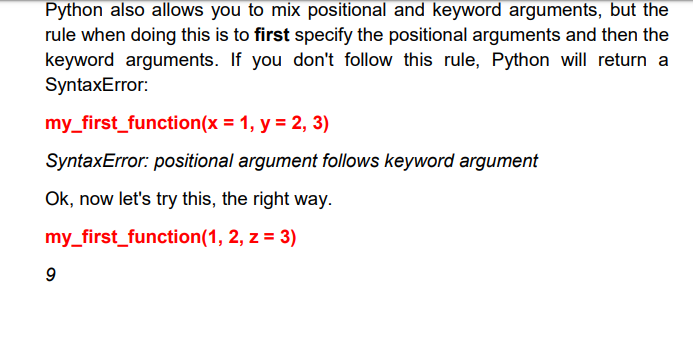 Python also allows you to mix positional and keyword arguments, but the
rule when doing this is to first specify the positional arguments and then the
keyword arguments. If you don't follow this rule, Python will return a
SyntaxError:
my_first_function(x = 1, y = 2, 3)
SyntaxError: positional argument follows keyword argument
Ok, now let's try this, the right way.
my_first_function(1, 2, z = 3)
9